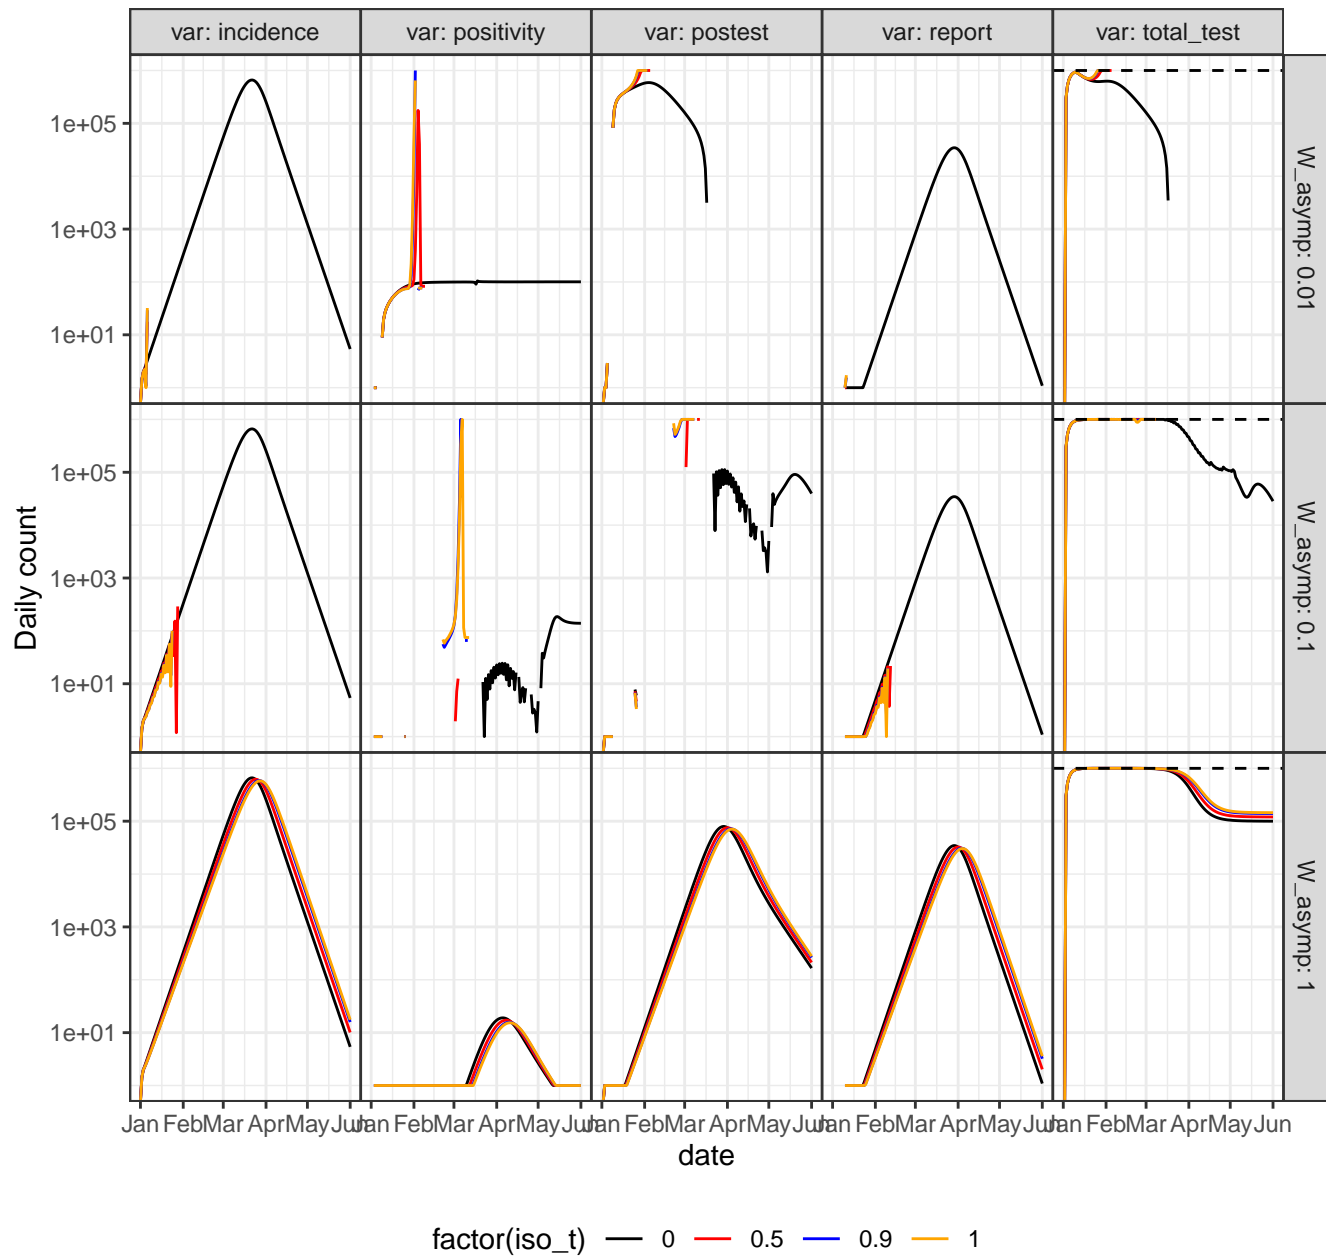 var: incidence var: positivity var: postest var: report var: total_test
1e+05
1e+03
1e+01
W_asymp: 0.01
1e+05
1e+03
1e+01
W_asymp: 0.1
1e+05
1e+03
1e+01
W_asymp: 1
Daily count
Jan Feb Mar Apr May Jun Jan Feb Mar Apr May Jun Jan Feb Mar Apr May Jun Jan Feb Mar Apr May Jun Jan Feb Mar Apr May Jun
date
factor(iso_t) 0 0.5 0.9 1